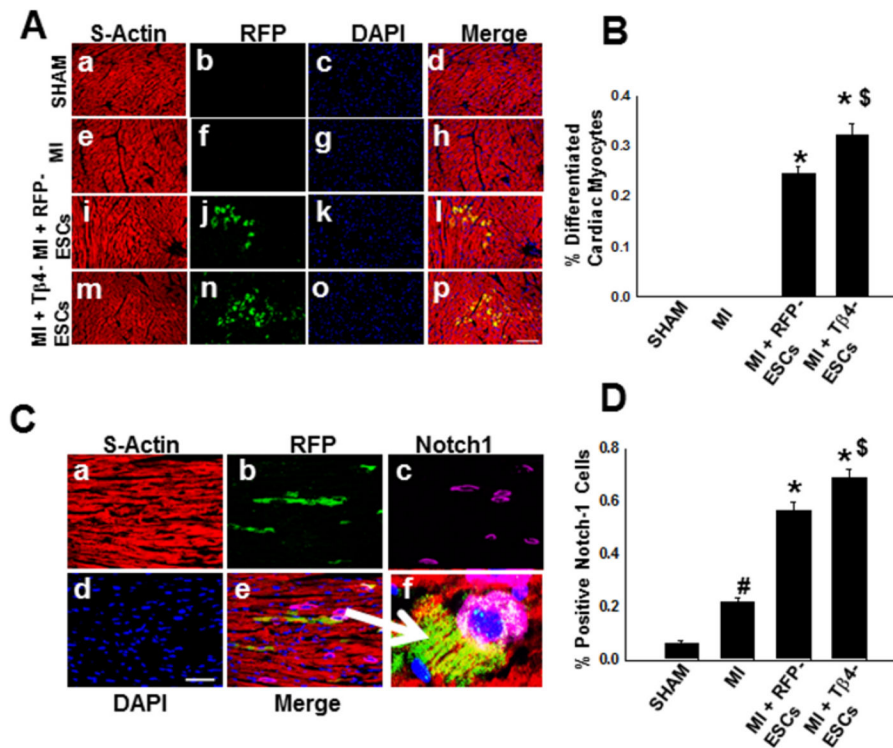 A
S-Actin RFP DAPI Merge
SHAM
a b c d
MI
e f g h
MI + RFP-
ESCs
i j k l
MI + Tβ4-
ESCs
m n o p
B
% Differentiated
Cardiac Myocytes
0.4
0.3
0.2
0.1
0.0
*
* $
SHAM
MI
MI + RFP-
ESCs
MI + Tβ4-
ESCs
C
S-Actin RFP Notch1
a b c
d e f
DAPI Merge
D
% Positive Notch-1 Cells
0.8
0.6
0.4
0.2
0.0
#
*
* $
SHAM
MI
MI + RFP-
ESCs
MI + Tβ4-
ESCs